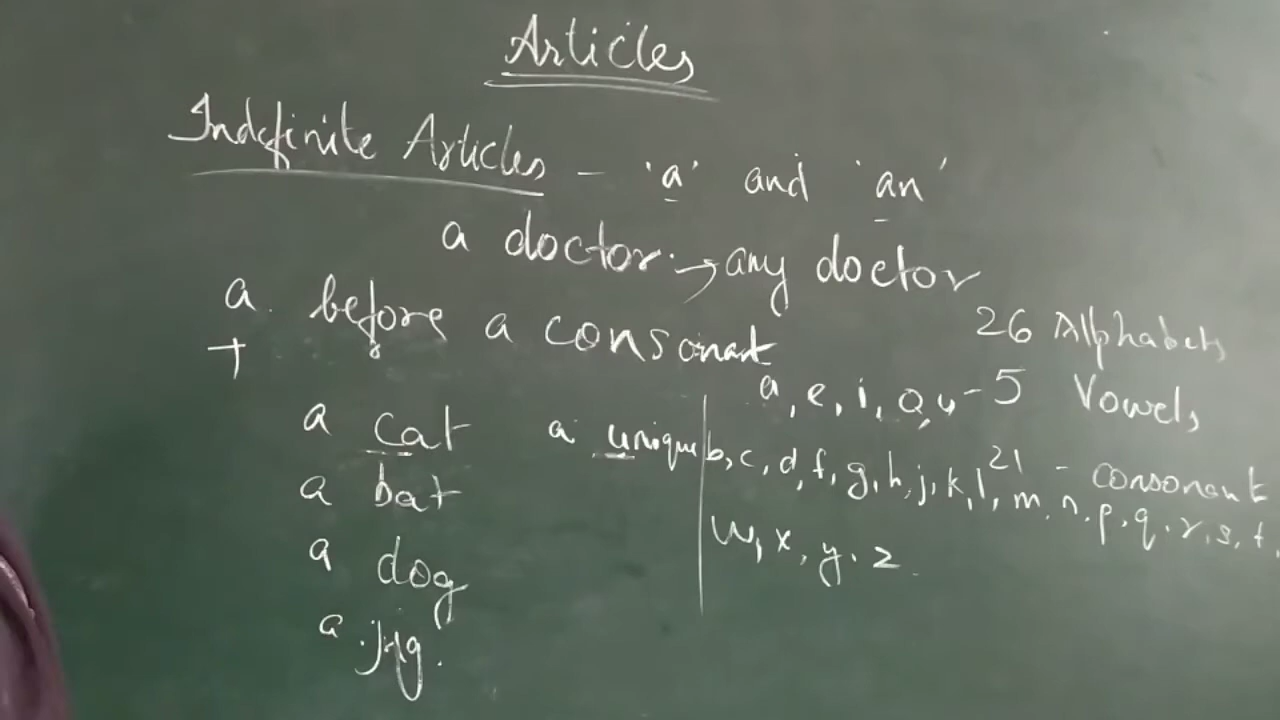 Articles
Indefinite Articles - 'a' and 'an'
a doctor. → any doctor
a. before a consonant
+
26 Alphabets
a, e, i, o, u - 5 Vowels
a cat
a unique
b, c, d, f, g, h, j, k, l, m, n, p, q, r, s, t,
21 - consonant
w, x, y, z
a bat
a dog
a